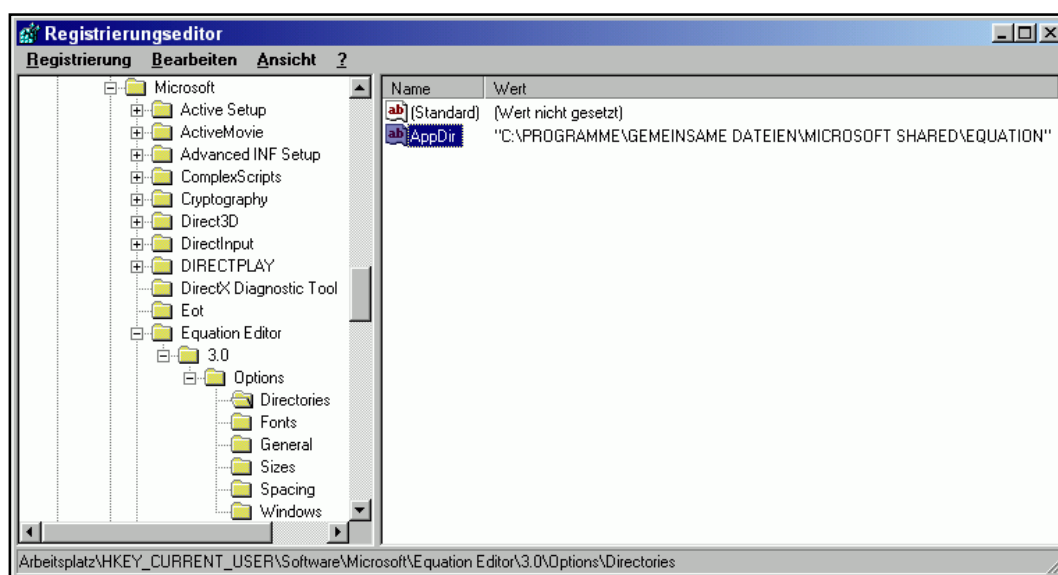 Registrierungseditor
Registrierung Bearbeiten Ansicht ?
Microsoft
Active Setup
ActiveMovie
Advanced INF Setup
ComplexScripts
Cryptography
Direct3D
DirectInput
DIRECTPLAY
DirectX Diagnostic Tool
Eot
Equation Editor
3.0
Options
Directories
Fonts
General
Sizes
Spacing
Windows
Name Wert
ab (Standard) (Wert nicht gesetzt)
ab AppDir "C:\PROGRAMME\GEMEINSAME DATEIEN\MICROSOFT SHARED\EQUATION"
Arbeitsplatz\HKEY_CURRENT_USER\Software\Microsoft\Equation Editor\3.0\Options\Directories